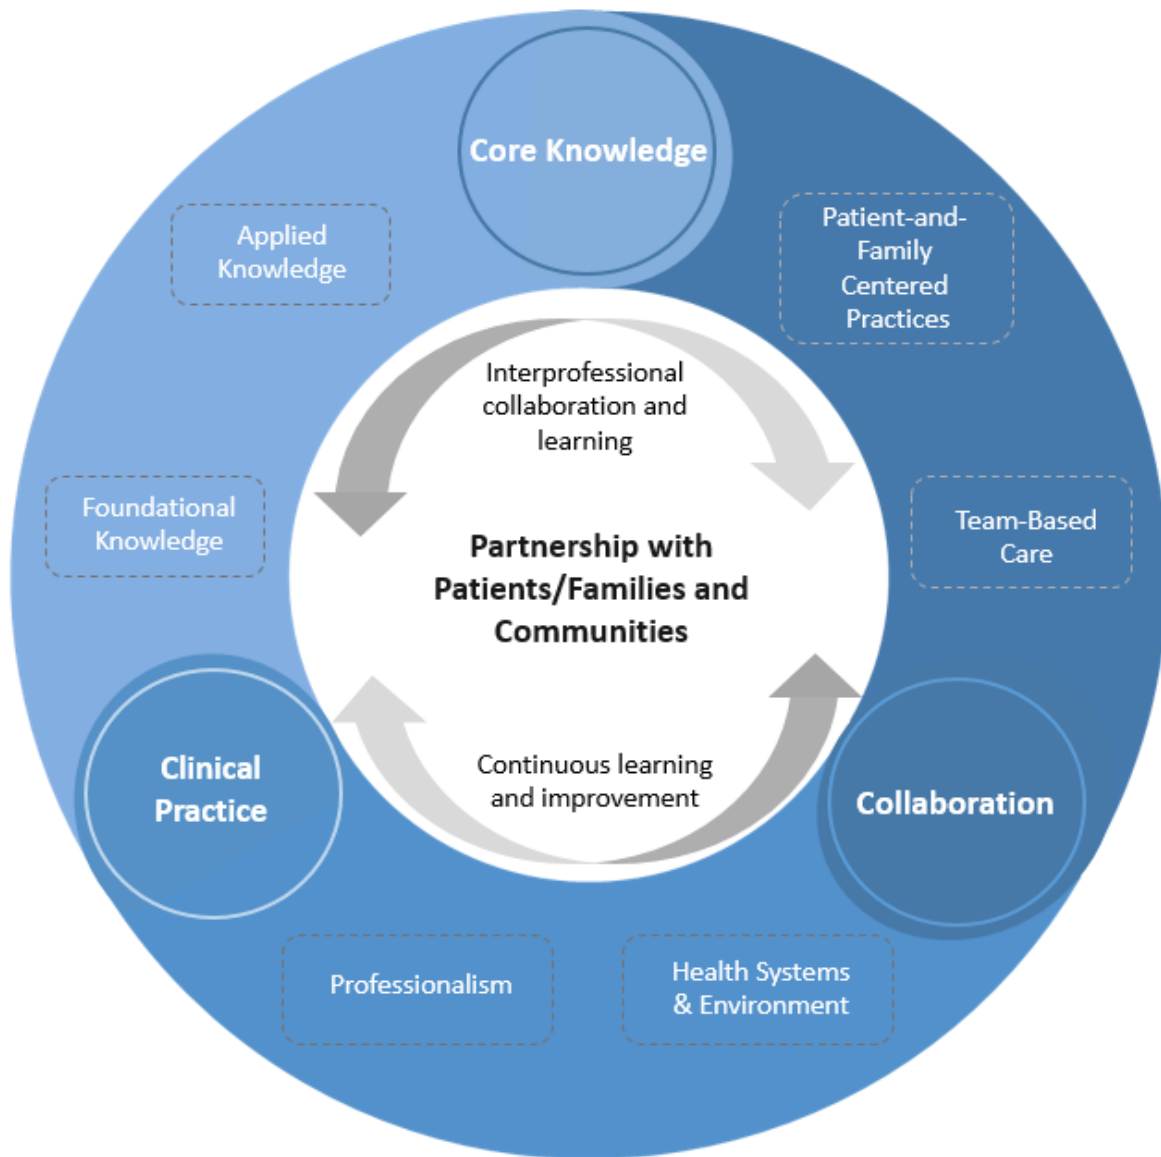 Core Knowledge
Applied
Knowledge
Patient-and-
Family
Centered
Practices
Interprofessional
collaboration and
learning
Foundational
Knowledge
Team-Based
Care
Partnership with
Patients/Families and
Communities
Clinical
Practice
Continuous learning
and improvement
Collaboration
Professionalism
Health Systems
& Environment